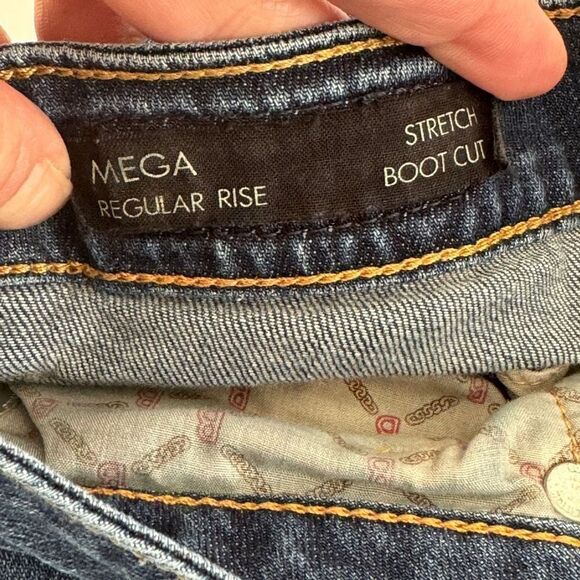 MEGA
REGULAR RISE
STRETCH
BOOT CUT